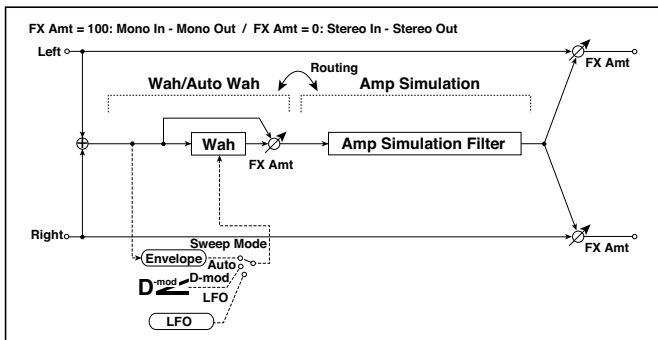 FX Amt = 100: Mono In - Mono Out / FX Amt = 0: Stereo In - Stereo Out
Left
FX Amt
Routing
Wah/Auto Wah
Amp Simulation
Wah
FX Amt
Amp Simulation Filter
Right
FX Amt
Sweep Mode
Envelope
Auto
D-mod
D-mod
LFO
LFO